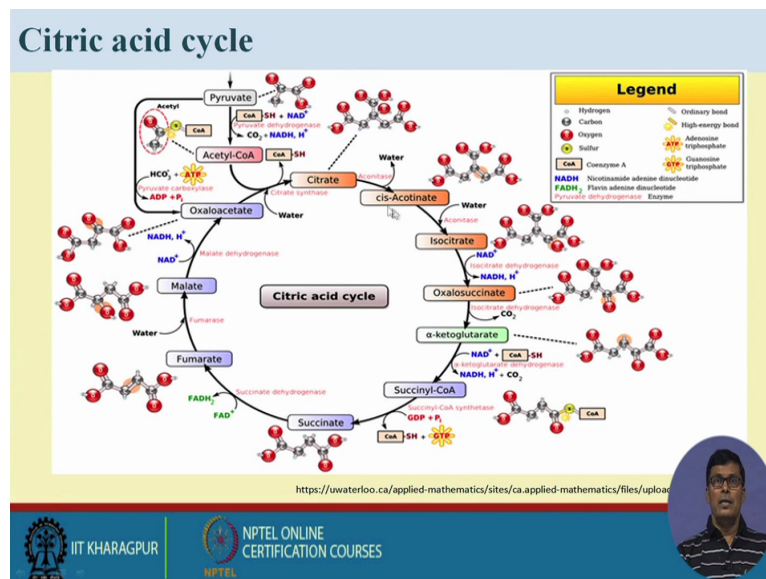 Citric acid cycle
Pyruvate
CoA -SH + NAD+
Pyruvate dehydrogenase
CO2 + NADH, H+
Acetyl
CoA
Acetyl-CoA
CoA -SH
HCO3- ATP
Pyruvate carboxylase
ADP + Pi
Citrate synthase
Water
Oxaloacetate
Citrate
Aconitase
Water
cis-Acotinate
Water
Aconitase
Isocitrate
NAD+
Isocitrate dehydrogenase
NADH, H+
Oxalosuccinate
Isocitrate dehydrogenase
CO2
α-ketoglutarate
NAD+ + CoA -SH
α-ketoglutarate dehydrogenase
NADH, H+ + CO2
Succinyl-CoA
CoA
Succinyl-CoA synthetase
GDP + Pi
CoA -SH + GTP
Succinate
Succinate dehydrogenase
FADH2
FAD+
Fumarate
Fumarase
Water
Malate
Malate dehydrogenase
NADH, H+
NAD+
Citric acid cycle
Legend
Hydrogen
Carbon
Oxygen
Sulfur
CoA Coenzyme A
NADH Nicotinamide adenine dinucleotide
FADH2 Flavin adenine dinucleotide
Pyruvate dehydrogenase Enzyme
Ordinary bond
High-energy bond
ATP Adenosine
triphosphate
GTP Guanosine
triphosphate
https://uwaterloo.ca/applied-mathematics/sites/ca.applied-mathematics/files/upload
IIT KHARAGPUR
NPTEL
NPTEL ONLINE
CERTIFICATION COURSES